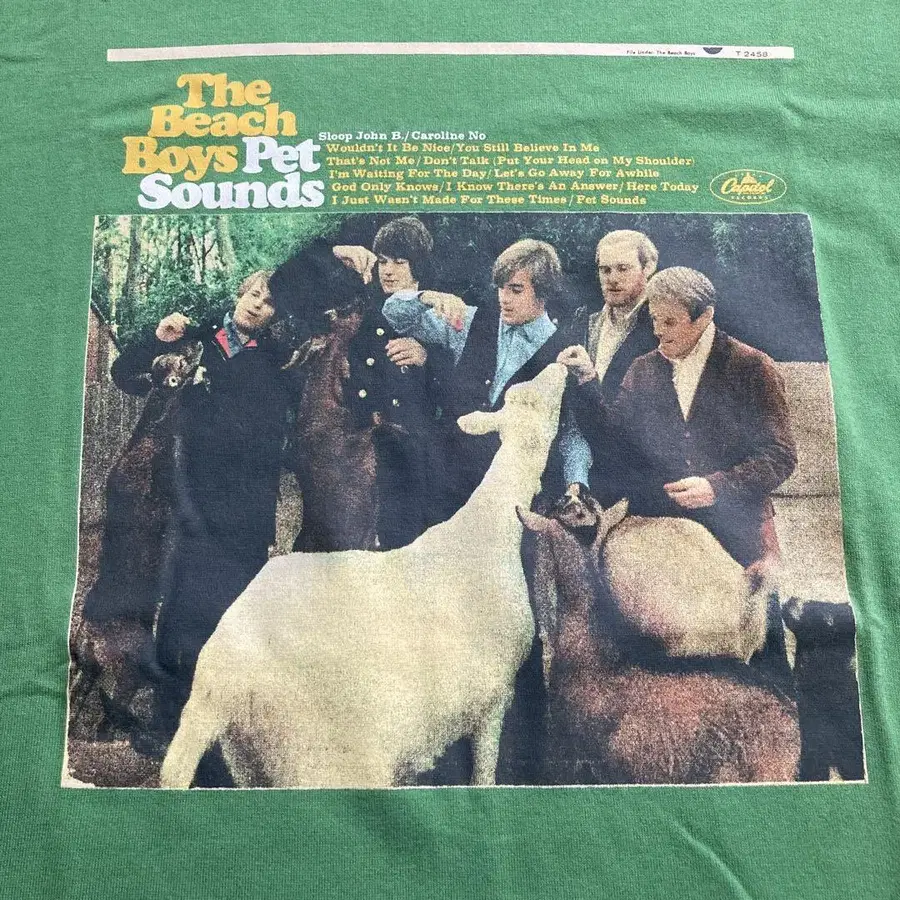 File Under: The Beach Boys T 2458
The
Beach
Boys Pet
Sounds
Sloop John B./Caroline No
Wouldn't It Be Nice/You Still Believe In Me
That's Not Me/Don't Talk (Put Your Head on My Shoulder)
I'm Waiting For The Day/Let's Go Away For Awhile
God Only Knows/I Know There's An Answer/Here Today
I Just Wasn't Made For These Times/Pet Sounds
Capitol
RECORDS